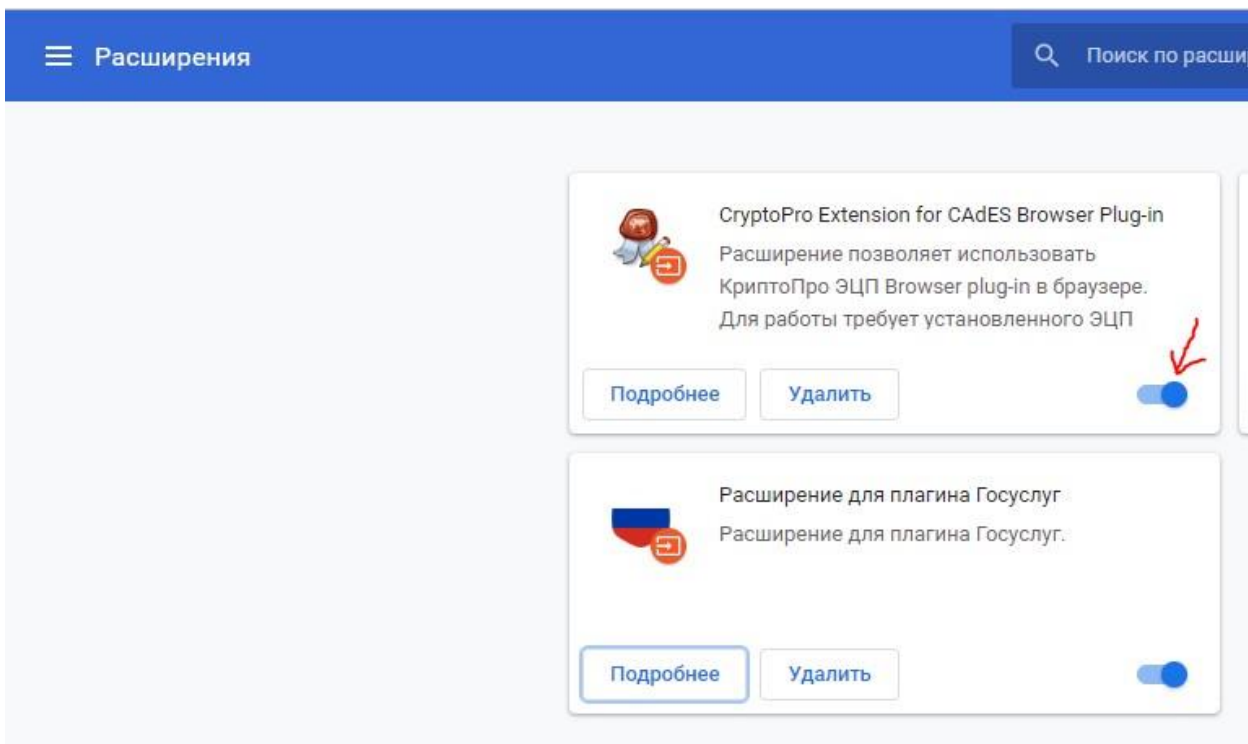 Расширения
Поиск по расши
CryptoPro Extension for CAdES Browser Plug-in
Расширение позволяет использовать
КриптоПро ЭЦП Browser plug-in в браузере.
Для работы требует установленного ЭЦП
Подробнее
Удалить
Расширение для плагина Госуслуг
Расширение для плагина Госуслуг.
Подробнее
Удалить